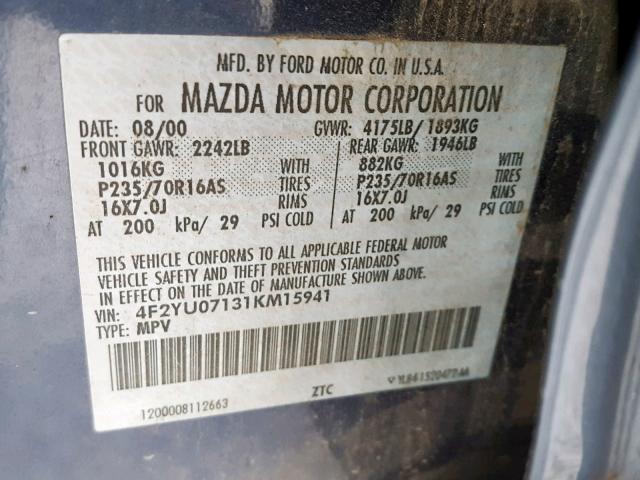 MFD. BY FORD MOTOR CO. IN U.S.A.
FOR MAZDA MOTOR CORPORATION
DATE: 08/00 GVWR: 4175LB/ 1893KG
FRONT GAWR: 2242LB REAR GAWR: 1946LB
1016KG WITH 882KG WITH
P235/70R16AS TIRES P235/70R16AS TIRES
16X7.0J RIMS 16X7.0J RIMS
AT 200 kPa/ 29 PSI COLD AT 200 kPa/ 29 PSI COLD
THIS VEHICLE CONFORMS TO ALL APPLICABLE FEDERAL MOTOR
VEHICLE SAFETY AND THEFT PREVENTION STANDARDS
IN EFFECT ON THE DATE OF MANUFACTURE SHOWN ABOVE.
VIN: 4F2YU07131KM15941
TYPE: MPV
1200008112663 ZTC